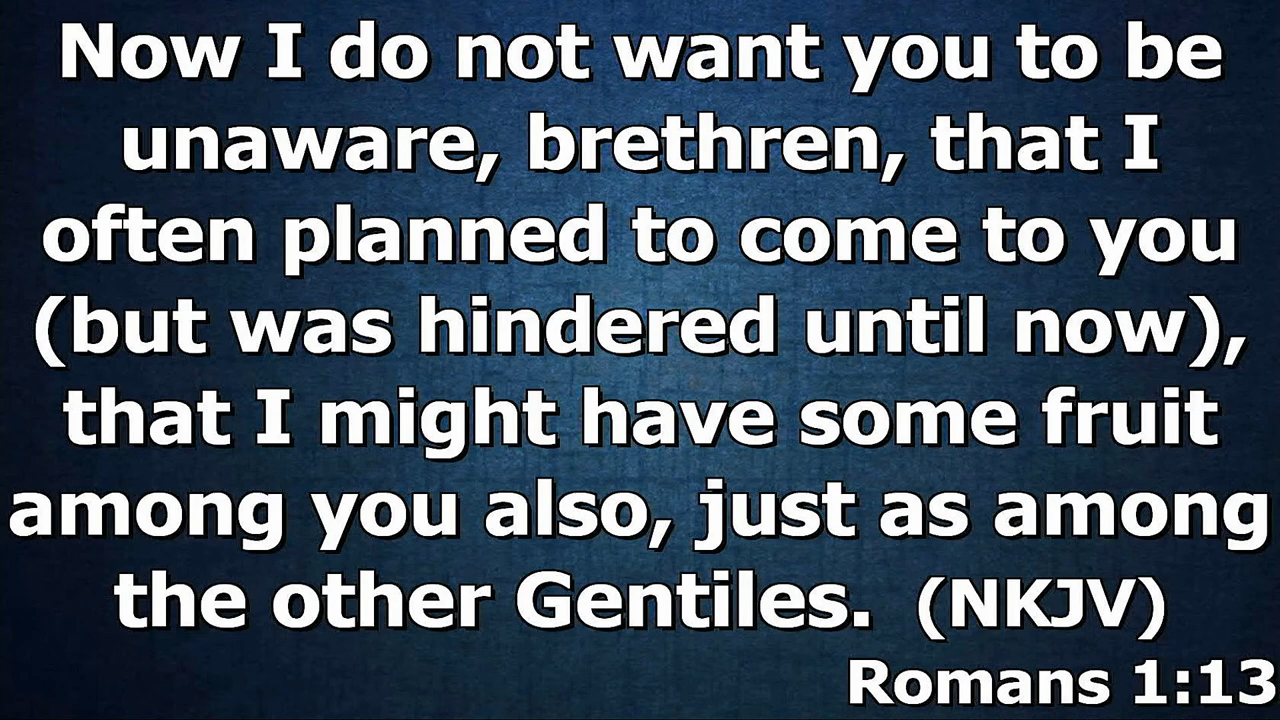 Now I do not want you to be
unaware, brethren, that I
often planned to come to you
(but was hindered until now),
that I might have some fruit
among you also, just as among
the other Gentiles. (NKJV)
Romans 1:13